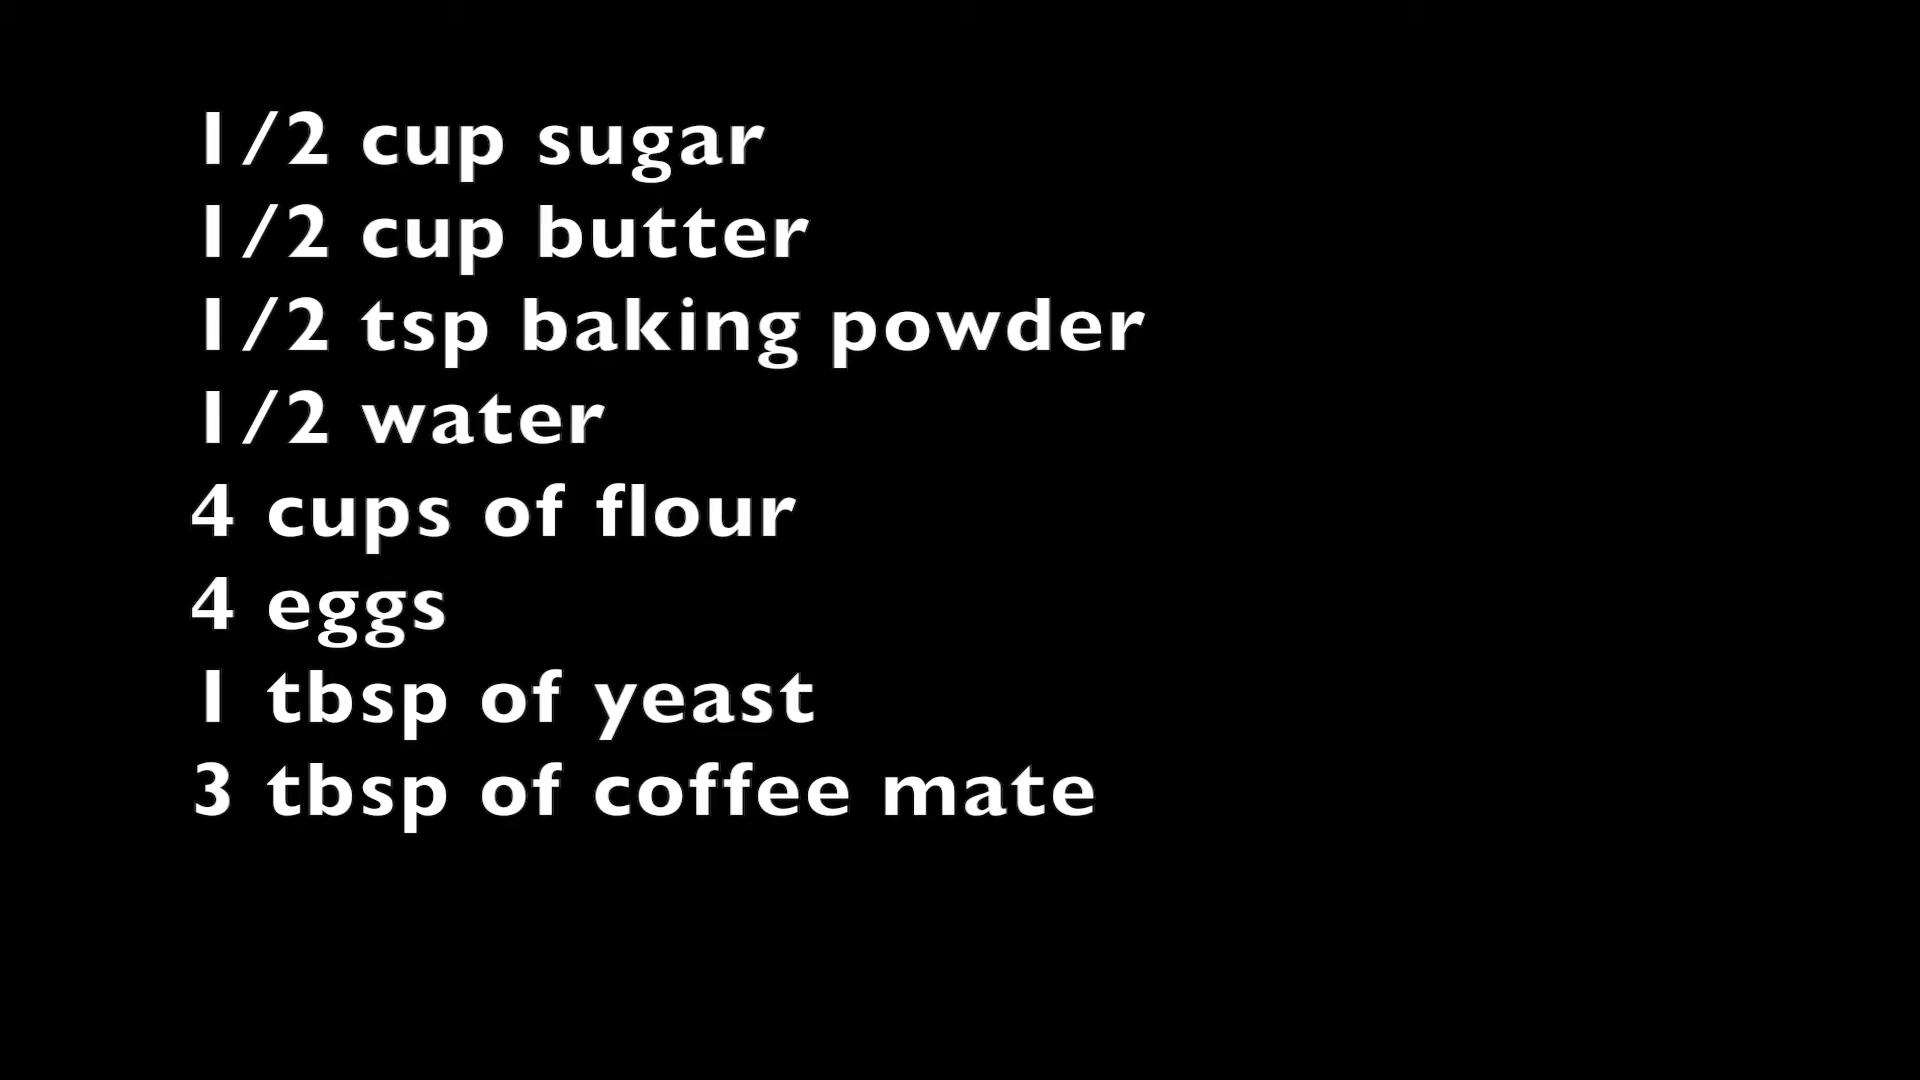 1/2 cup sugar
1/2 cup butter
1/2 tsp baking powder
1/2 water
4 cups of flour
4 eggs
1 tbsp of yeast
3 tbsp of coffee mate